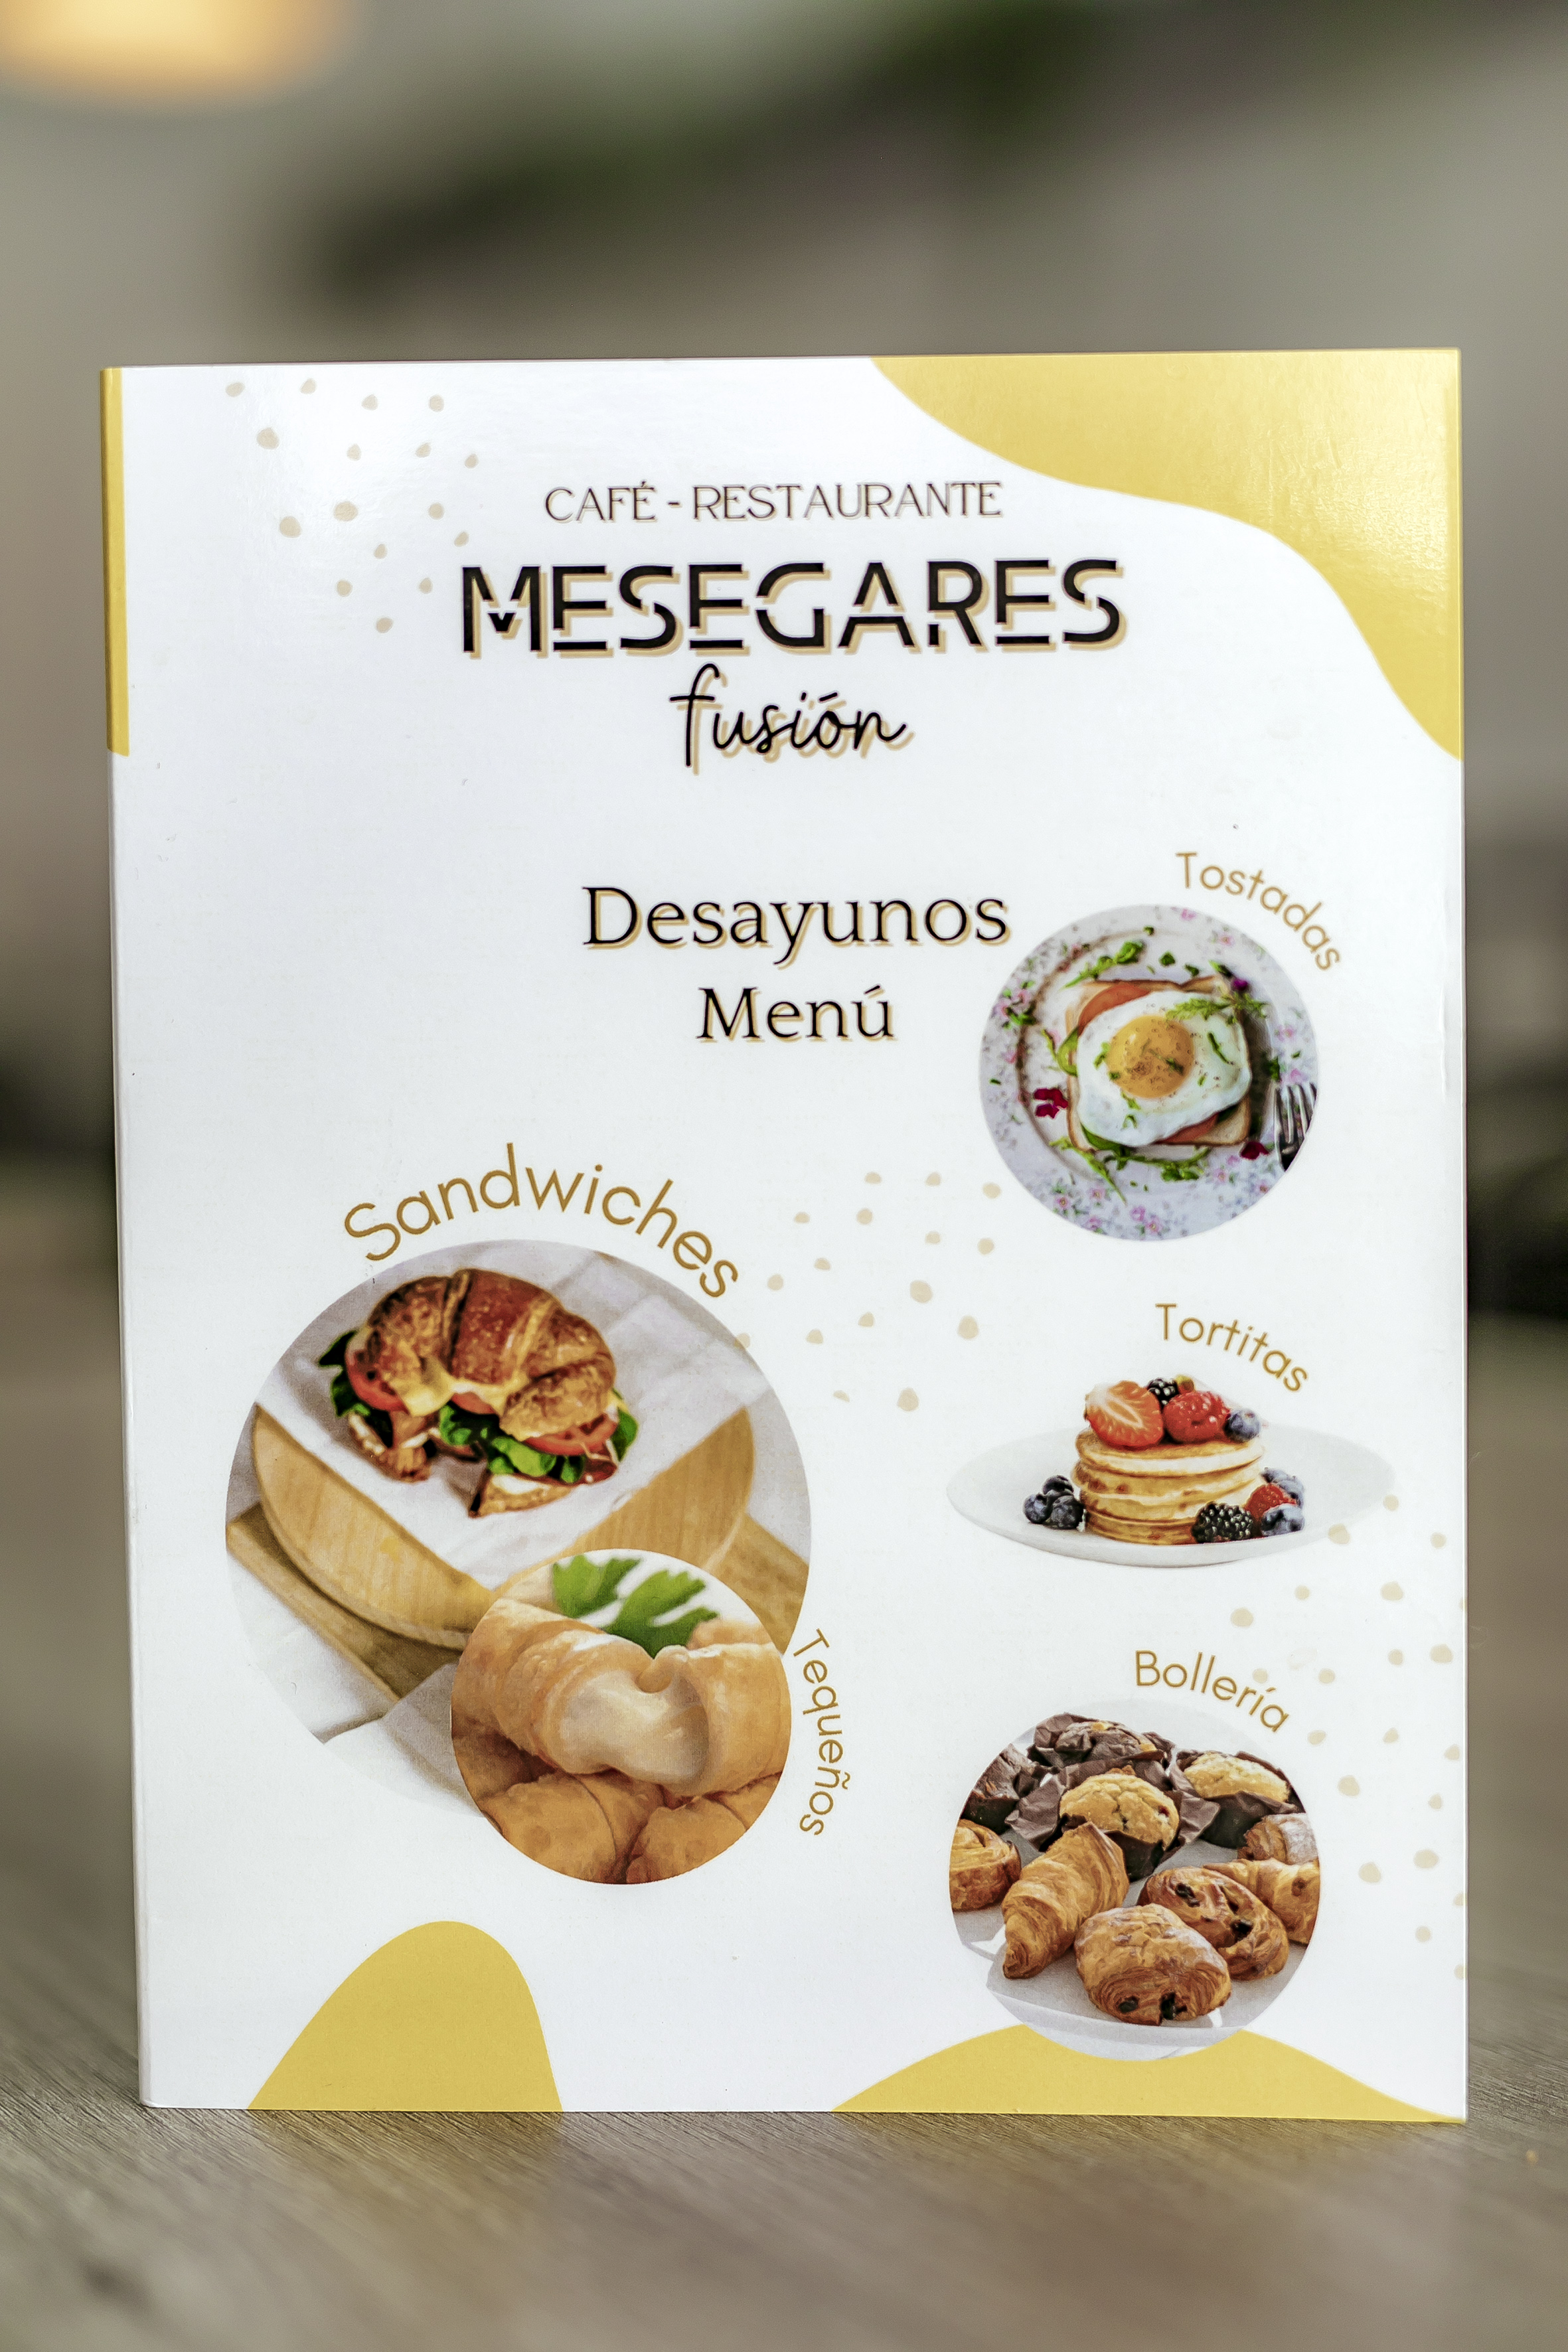 CAFÉ - RESTAURANTE
MESEGARES
fusión
Desayunos
Menú
Tostadas
Sandwiches
Tortitas
Tequeños
Bollería